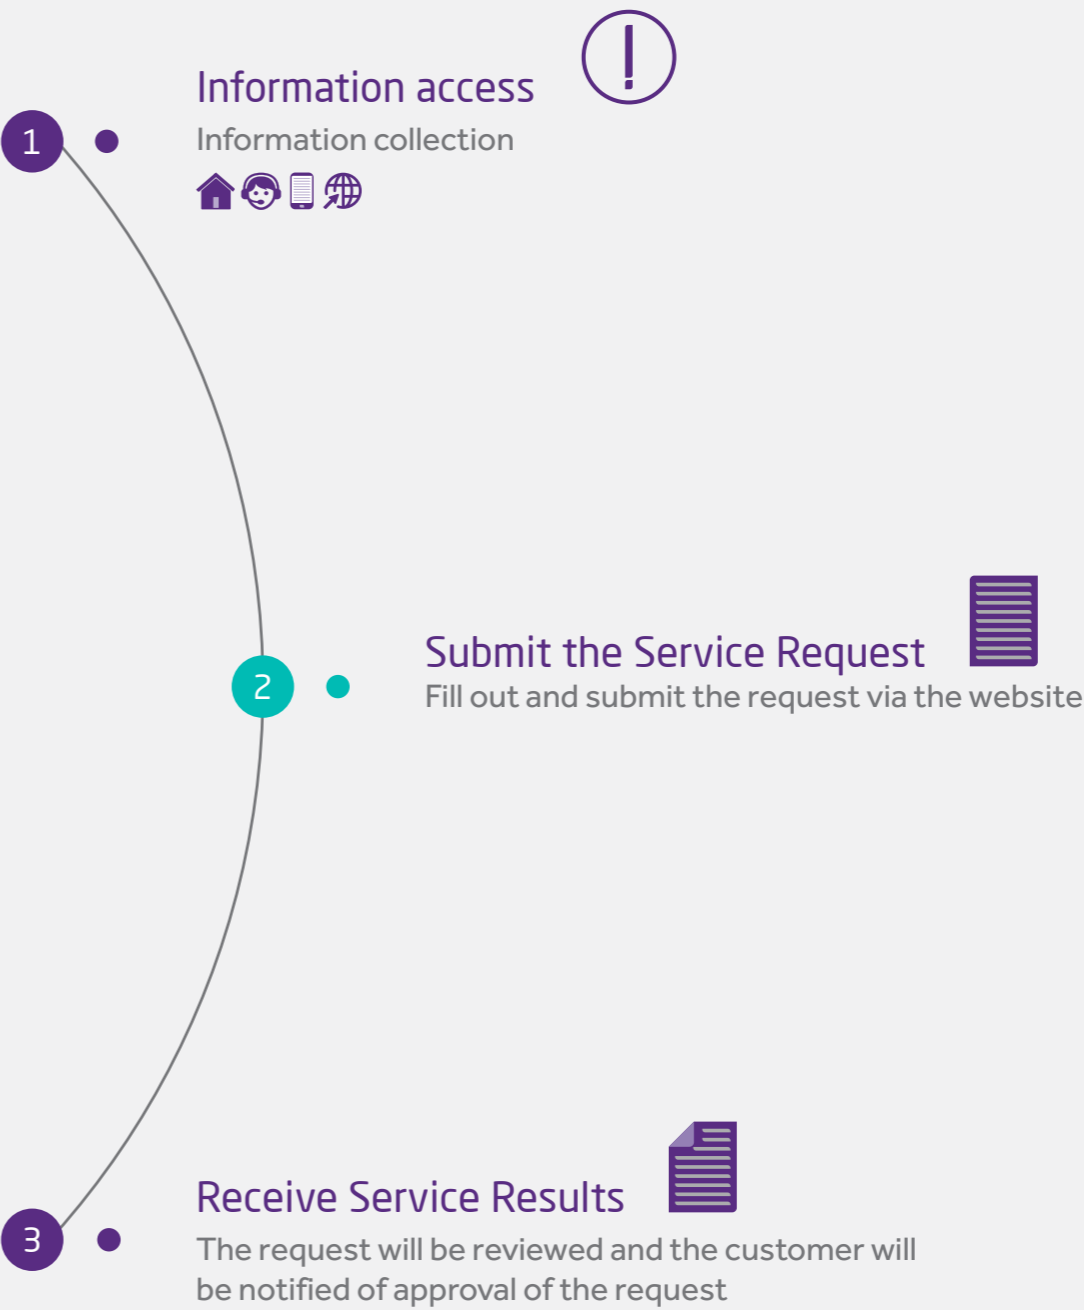 Information access
1
Information collection
Submit the Service Request
2
Fill out and submit the request via the website
Receive Service Results
3
The request will be reviewed and the customer will
be notified of approval of the request